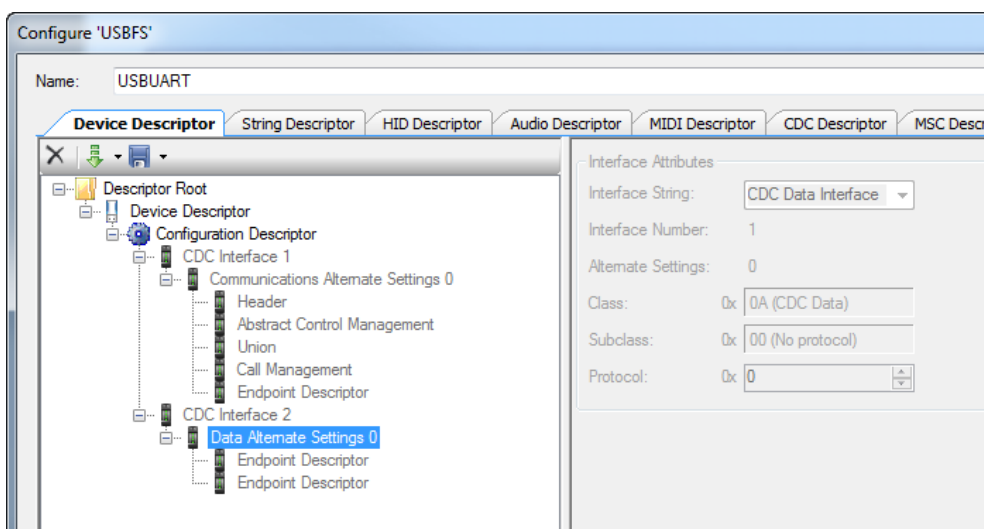 Configure 'USBFS'
Name: USBUART
Device Descriptor String Descriptor HID Descriptor Audio Descriptor MIDI Descriptor CDC Descriptor MSC Descr
Descriptor Root
Device Descriptor
Configuration Descriptor
CDC Interface 1
Communications Alternate Settings 0
Header
Abstract Control Management
Union
Call Management
Endpoint Descriptor
CDC Interface 2
Data Alternate Settings 0
Endpoint Descriptor
Endpoint Descriptor
Interface Attributes
Interface String: CDC Data Interface
Interface Number: 1
Alternate Settings: 0
Class: 0x 0A (CDC Data)
Subclass: 0x 00 (No protocol)
Protocol: 0x 0